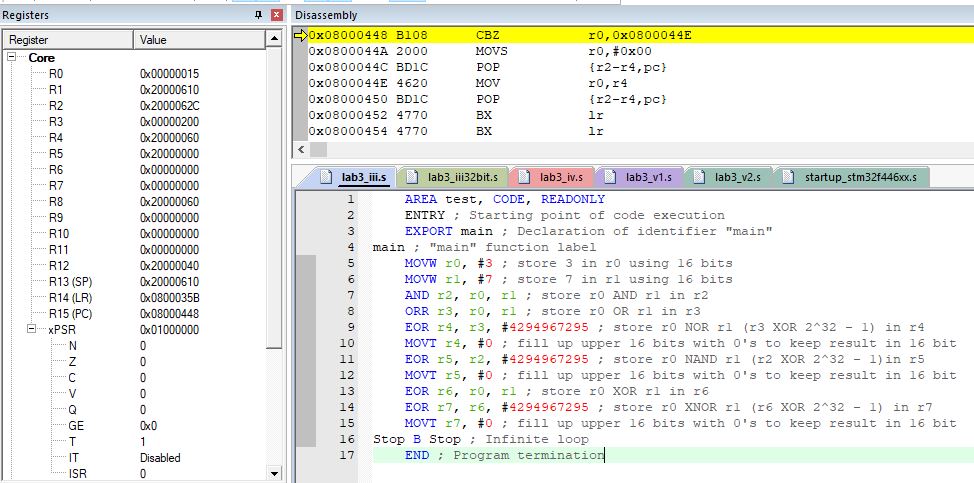 Registers
Register Value
Core
R0 0x00000015
R1 0x20000610
R2 0x2000062C
R3 0x00000200
R4 0x20000060
R5 0x20000000
R6 0x00000000
R7 0x00000000
R8 0x20000060
R9 0x00000000
R10 0x00000000
R11 0x00000000
R12 0x20000040
R13 (SP) 0x20000610
R14 (LR) 0x0800035B
R15 (PC) 0x08000448
xPSR 0x01000000
N 0
Z 0
C 0
V 0
Q 0
GE 0x0
T 1
IT Disabled
ISR 0
Disassembly
0x08000448 B108 CBZ r0,0x0800044E
0x0800044A 2000 MOVS r0,#0x00
0x0800044C BD1C POP {r2-r4,pc}
0x0800044E 4620 MOV r0,r4
0x08000450 BD1C POP {r2-r4,pc}
0x08000452 4770 BX lr
0x08000454 4770 BX lr
lab3_iii.s lab3_iii32bit.s lab3_iv.s lab3_v1.s lab3_v2.s startup_stm32f446xx.s
1 AREA test, CODE, READONLY
2 ENTRY ; Starting point of code execution
3 EXPORT main ; Declaration of identifier "main"
4 main ; "main" function label
5 MOVW r0, #3 ; store 3 in r0 using 16 bits
6 MOVW r1, #7 ; store 7 in r1 using 16 bits
7 AND r2, r0, r1 ; store r0 AND r1 in r2
8 ORR r3, r0, r1 ; store r0 OR r1 in r3
9 EOR r4, r3, #4294967295 ; store r0 NOR r1 (r3 XOR 2^32 - 1) in r4
10 MOVT r4, #0 ; fill up upper 16 bits with 0's to keep result in 16 bit
11 EOR r5, r2, #4294967295 ; store r0 NAND r1 (r2 XOR 2^32 - 1)in r5
12 MOVT r5, #0 ; fill up upper 16 bits with 0's to keep result in 16 bit
13 EOR r6, r0, r1 ; store r0 XOR r1 in r6
14 EOR r7, r6, #4294967295 ; store r0 XNOR r1 (r6 XOR 2^32 - 1) in r7
15 MOVT r7, #0 ; fill up upper 16 bits with 0's to keep result in 16 bit
16 Stop B Stop ; Infinite loop
17 END ; Program termination